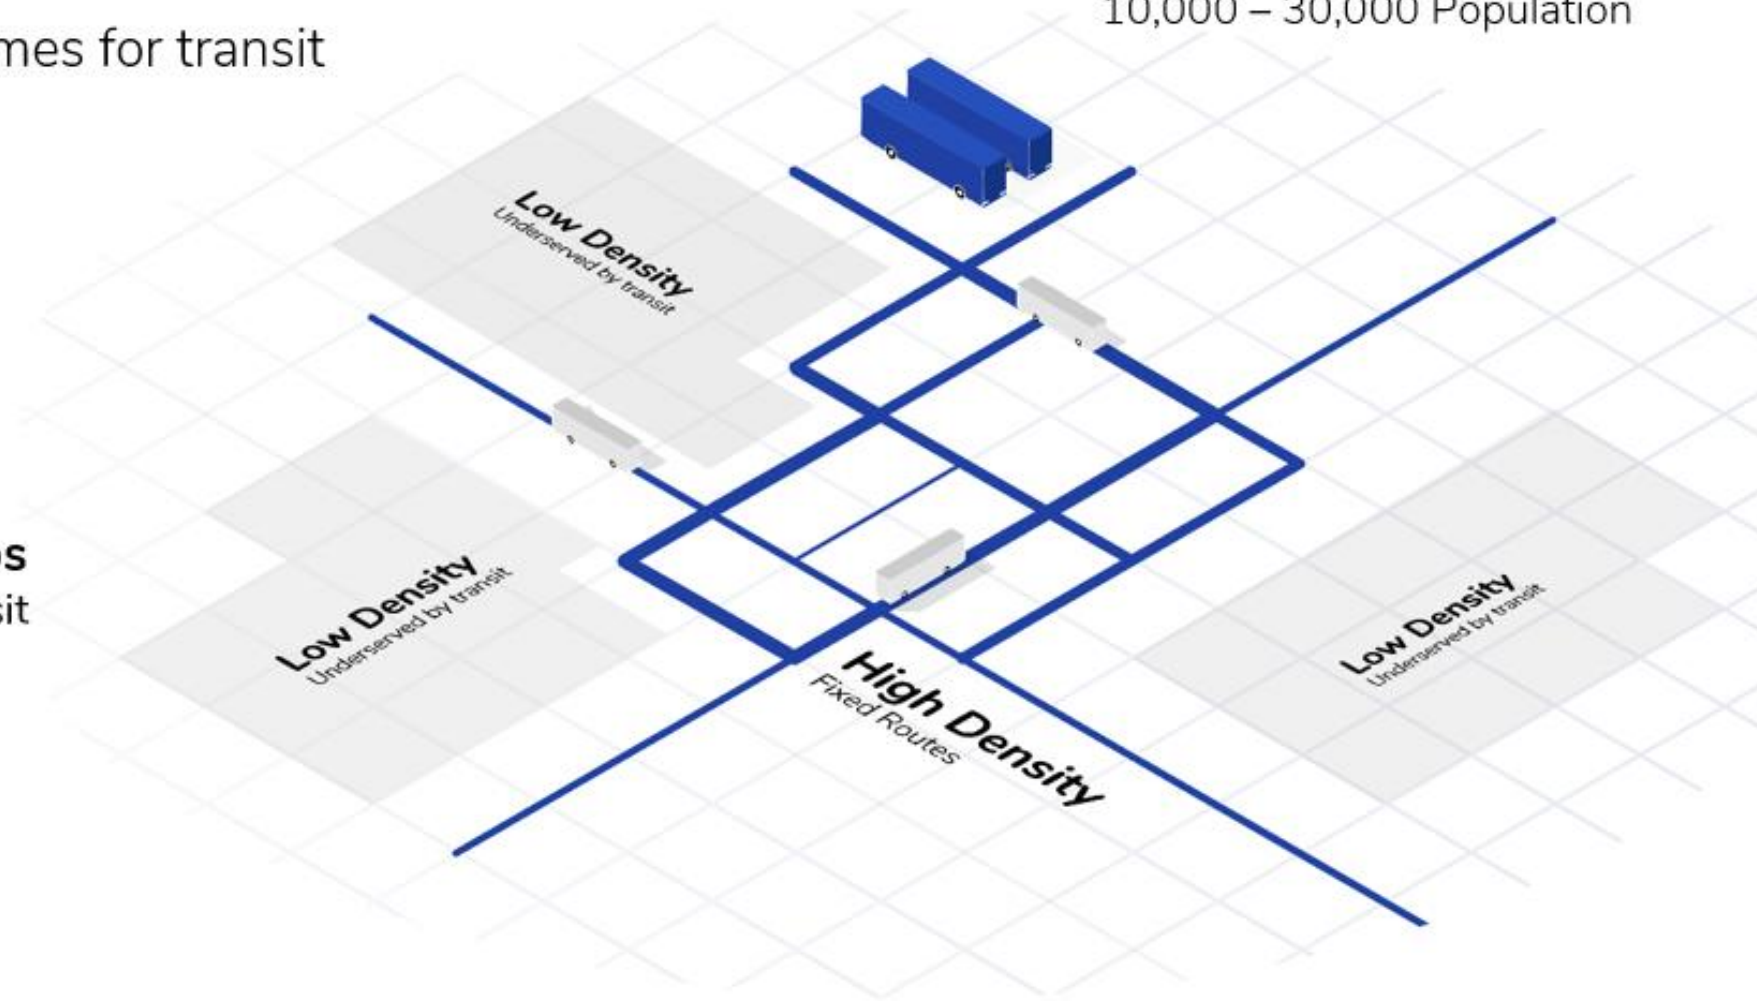 10,000 – 30,000 Population
mes for transit
Low Density
Underserved by transit
s
sit
Low Density
Underserved by transit
Low Density
Underserved by transit
High Density
Fixed Routes